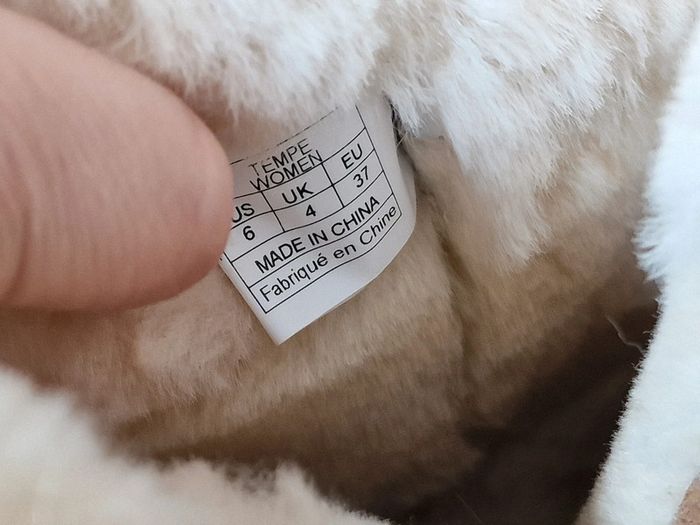 TEMPE
WOMEN
US UK EU
6 4 37
MADE IN CHINA
Fabriqué en Chine